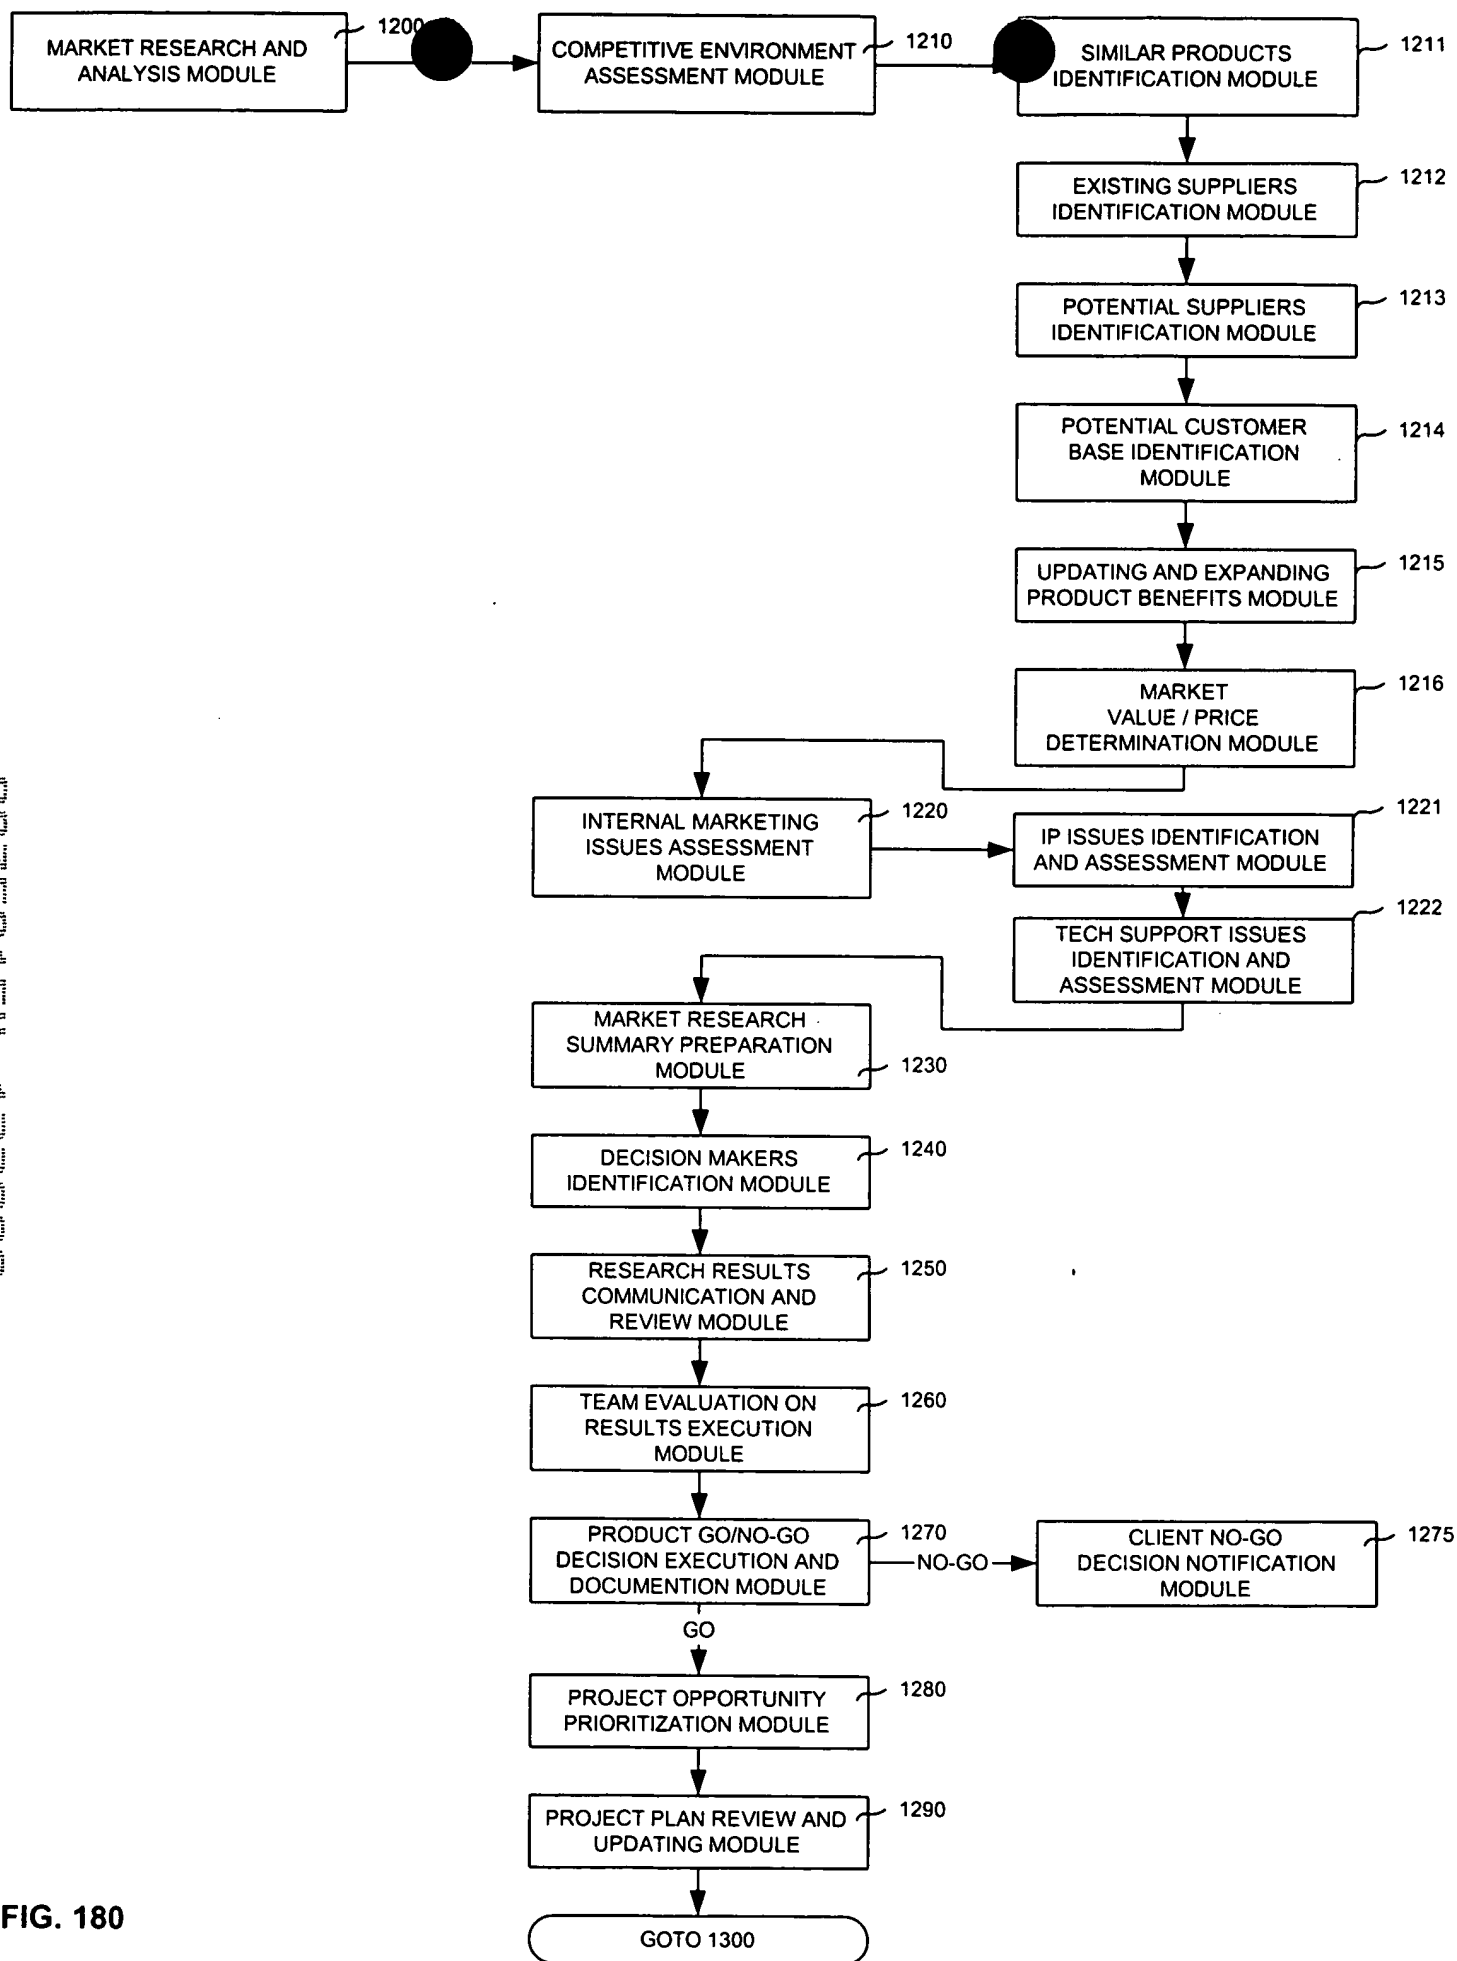 MARKET RESEARCH AND
ANALYSIS MODULE
1200
COMPETITIVE ENVIRONMENT
ASSESSMENT MODULE
1210
SIMILAR PRODUCTS
IDENTIFICATION MODULE
1211
EXISTING SUPPLIERS
IDENTIFICATION MODULE
1212
POTENTIAL SUPPLIERS
IDENTIFICATION MODULE
1213
POTENTIAL CUSTOMER
BASE IDENTIFICATION
MODULE
1214
UPDATING AND EXPANDING
PRODUCT BENEFITS MODULE
1215
MARKET
VALUE / PRICE
DETERMINATION MODULE
1216
INTERNAL MARKETING
ISSUES ASSESSMENT
MODULE
1220
IP ISSUES IDENTIFICATION
AND ASSESSMENT MODULE
1221
TECH SUPPORT ISSUES
IDENTIFICATION AND
ASSESSMENT MODULE
1222
MARKET RESEARCH
SUMMARY PREPARATION
MODULE
1230
DECISION MAKERS
IDENTIFICATION MODULE
1240
RESEARCH RESULTS
COMMUNICATION AND
REVIEW MODULE
1250
TEAM EVALUATION ON
RESULTS EXECUTION
MODULE
1260
PRODUCT GO/NO-GO
DECISION EXECUTION AND
DOCUMENTION MODULE
1270
NO-GO
CLIENT NO-GO
DECISION NOTIFICATION
MODULE
1275
GO
PROJECT OPPORTUNITY
PRIORITIZATION MODULE
1280
PROJECT PLAN REVIEW AND
UPDATING MODULE
1290
GOTO 1300
FIG. 180